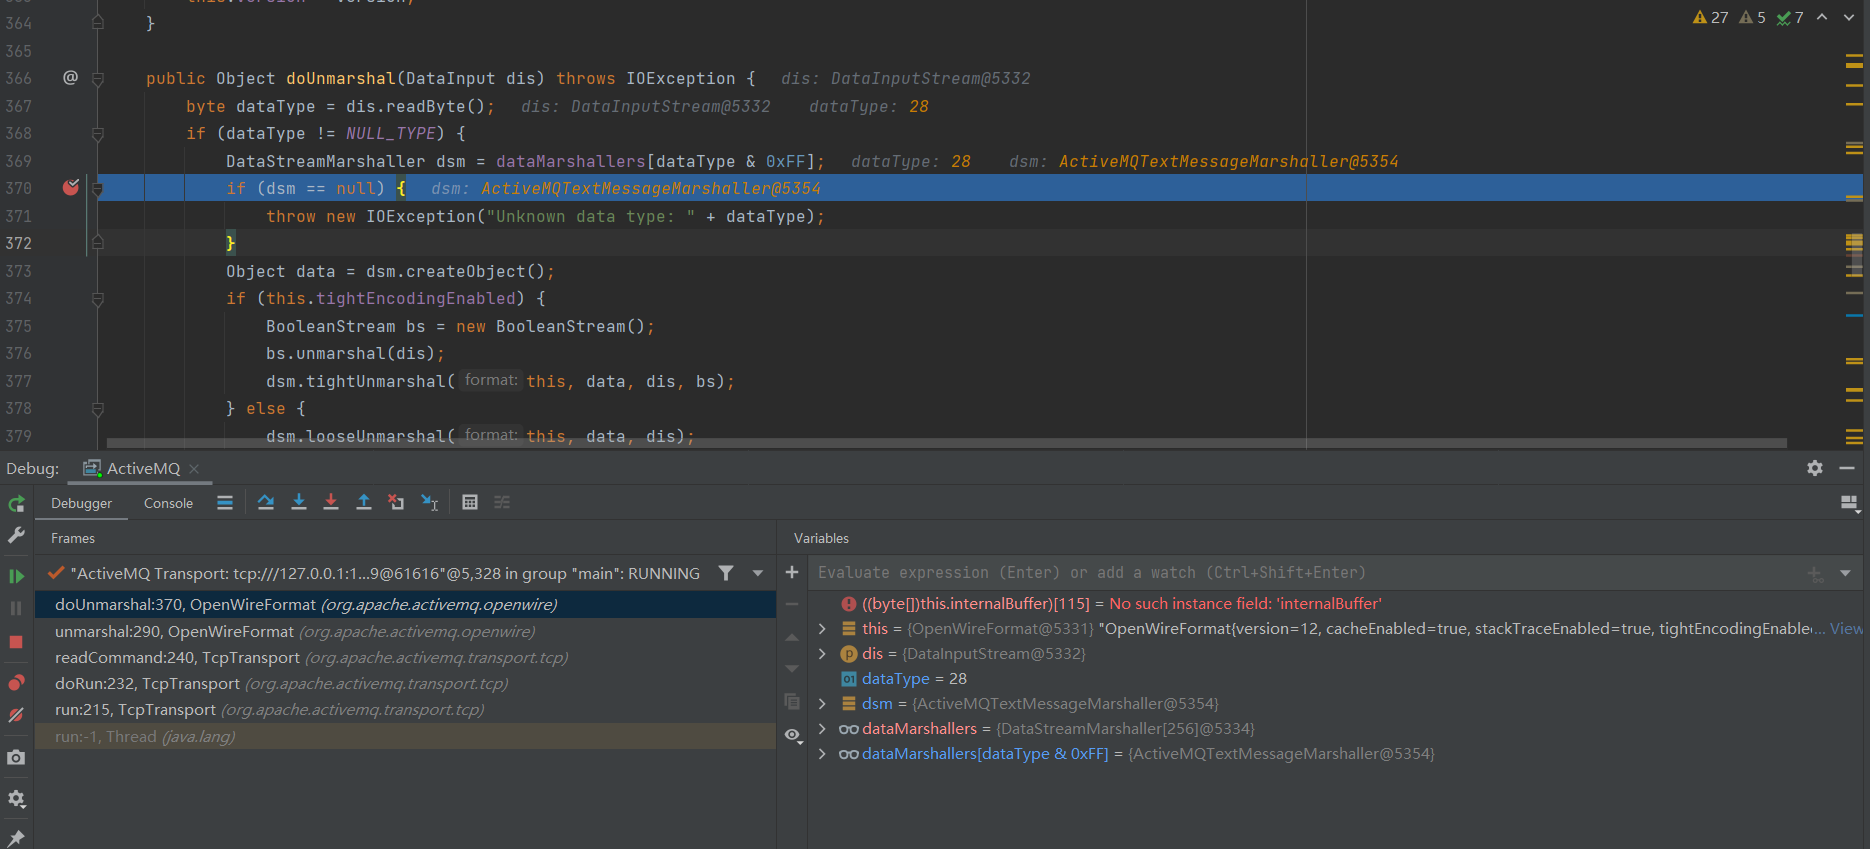 364 }
27 5 7
365
366 @ public Object doUnmarshal(DataInput dis) throws IOException { dis: DataInputStream@5332
367 byte dataType = dis.readByte(); dis: DataInputStream@5332 dataType: 28
368 if (dataType != NULL_TYPE) {
369 DataStreamMarshaller dsm = dataMarshallers[dataType & 0xFF]; dataType: 28 dsm: ActiveMQTextMessageMarshaller@5354
370 if (dsm == null) { dsm: ActiveMQTextMessageMarshaller@5354
371 throw new IOException("Unknown data type: " + dataType);
372 }
373 Object data = dsm.createObject();
374 if (this.tightEncodingEnabled) {
375 BooleanStream bs = new BooleanStream();
376 bs.unmarshal(dis);
377 dsm.tightUnmarshal( format: this, data, dis, bs);
378 } else {
379 dsm.looseUnmarshal( format: this, data, dis);
Debug: ActiveMQ
Debugger Console
Frames
"ActiveMQ Transport: tcp:///127.0.0.1:1...9@61616"@5,328 in group "main": RUNNING
doUnmarshal:370, OpenWireFormat (org.apache.activemq.openwire)
unmarshal:290, OpenWireFormat (org.apache.activemq.openwire)
readCommand:240, TcpTransport (org.apache.activemq.transport.tcp)
doRun:232, TcpTransport (org.apache.activemq.transport.tcp)
run:215, TcpTransport (org.apache.activemq.transport.tcp)
run:-1, Thread (java.lang)
Variables
Evaluate expression (Enter) or add a watch (Ctrl+Shift+Enter)
((byte[])this.internalBuffer)[115] = No such instance field: 'internalBuffer'
this = {OpenWireFormat@5331} "OpenWireFormat{version=12, cacheEnabled=true, stackTraceEnabled=true, tightEncodingEnable... View
dis = {DataInputStream@5332}
dataType = 28
dsm = {ActiveMQTextMessageMarshaller@5354}
dataMarshallers = {DataStreamMarshaller[256]@5334}
dataMarshallers[dataType & 0xFF] = {ActiveMQTextMessageMarshaller@5354}